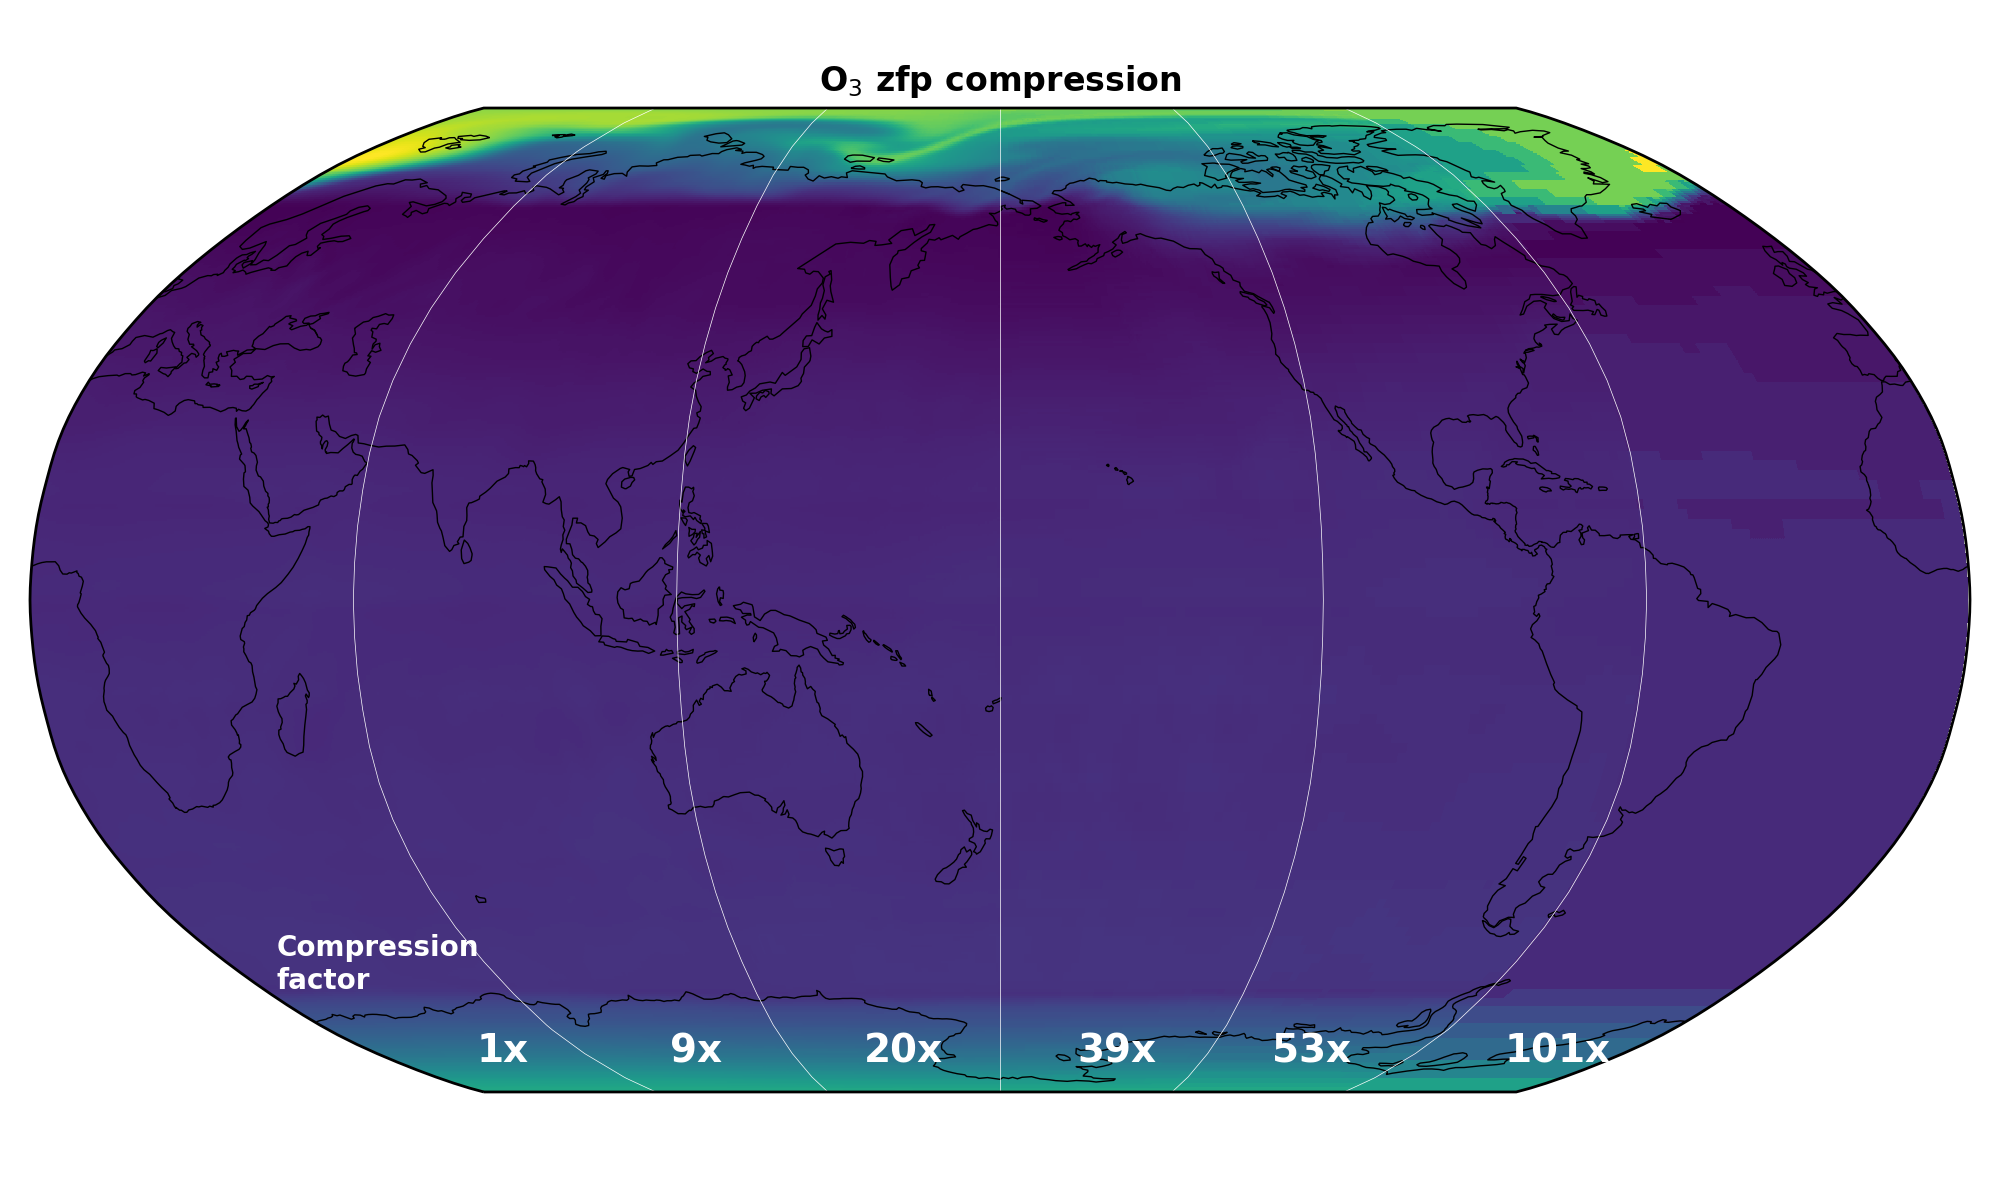 O₃ zfp compression
Compression
factor
1x 9x 20x 39x 53x 101x